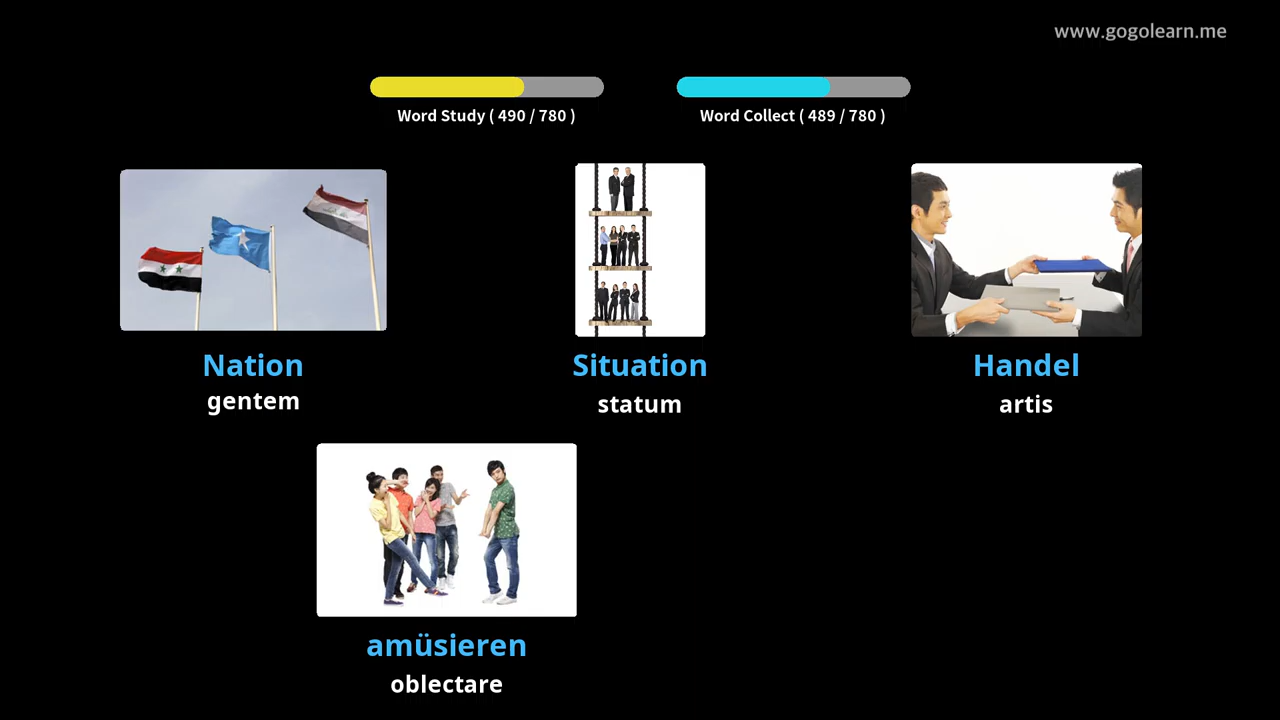 www.gogolearn.me
Word Study ( 490 / 780 )
Word Collect ( 489 / 780 )
Nation
gentem
Situation
statum
Handel
artis
amüsieren
oblectare